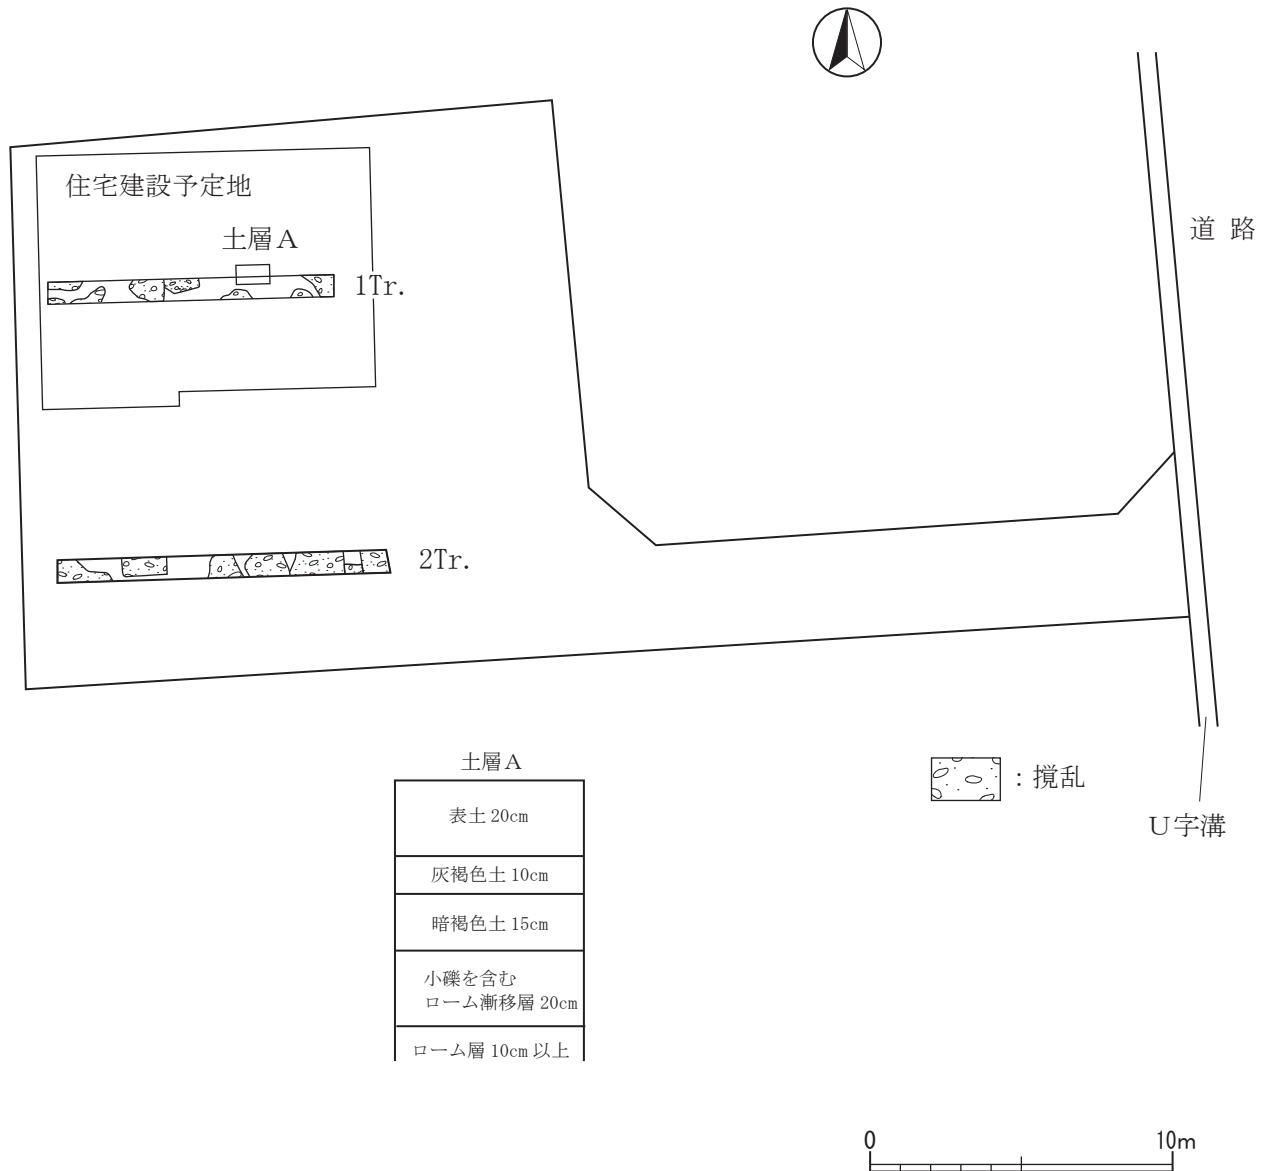 住宅建設予定地
土層A
1Tr.
道 路
2Tr.
土層A
表土 20cm
灰褐色土 10cm
暗褐色土 15cm
小礫を含む
ローム漸移層 20cm
ローム層 10cm 以上
：撹乱
U字溝
0 10m